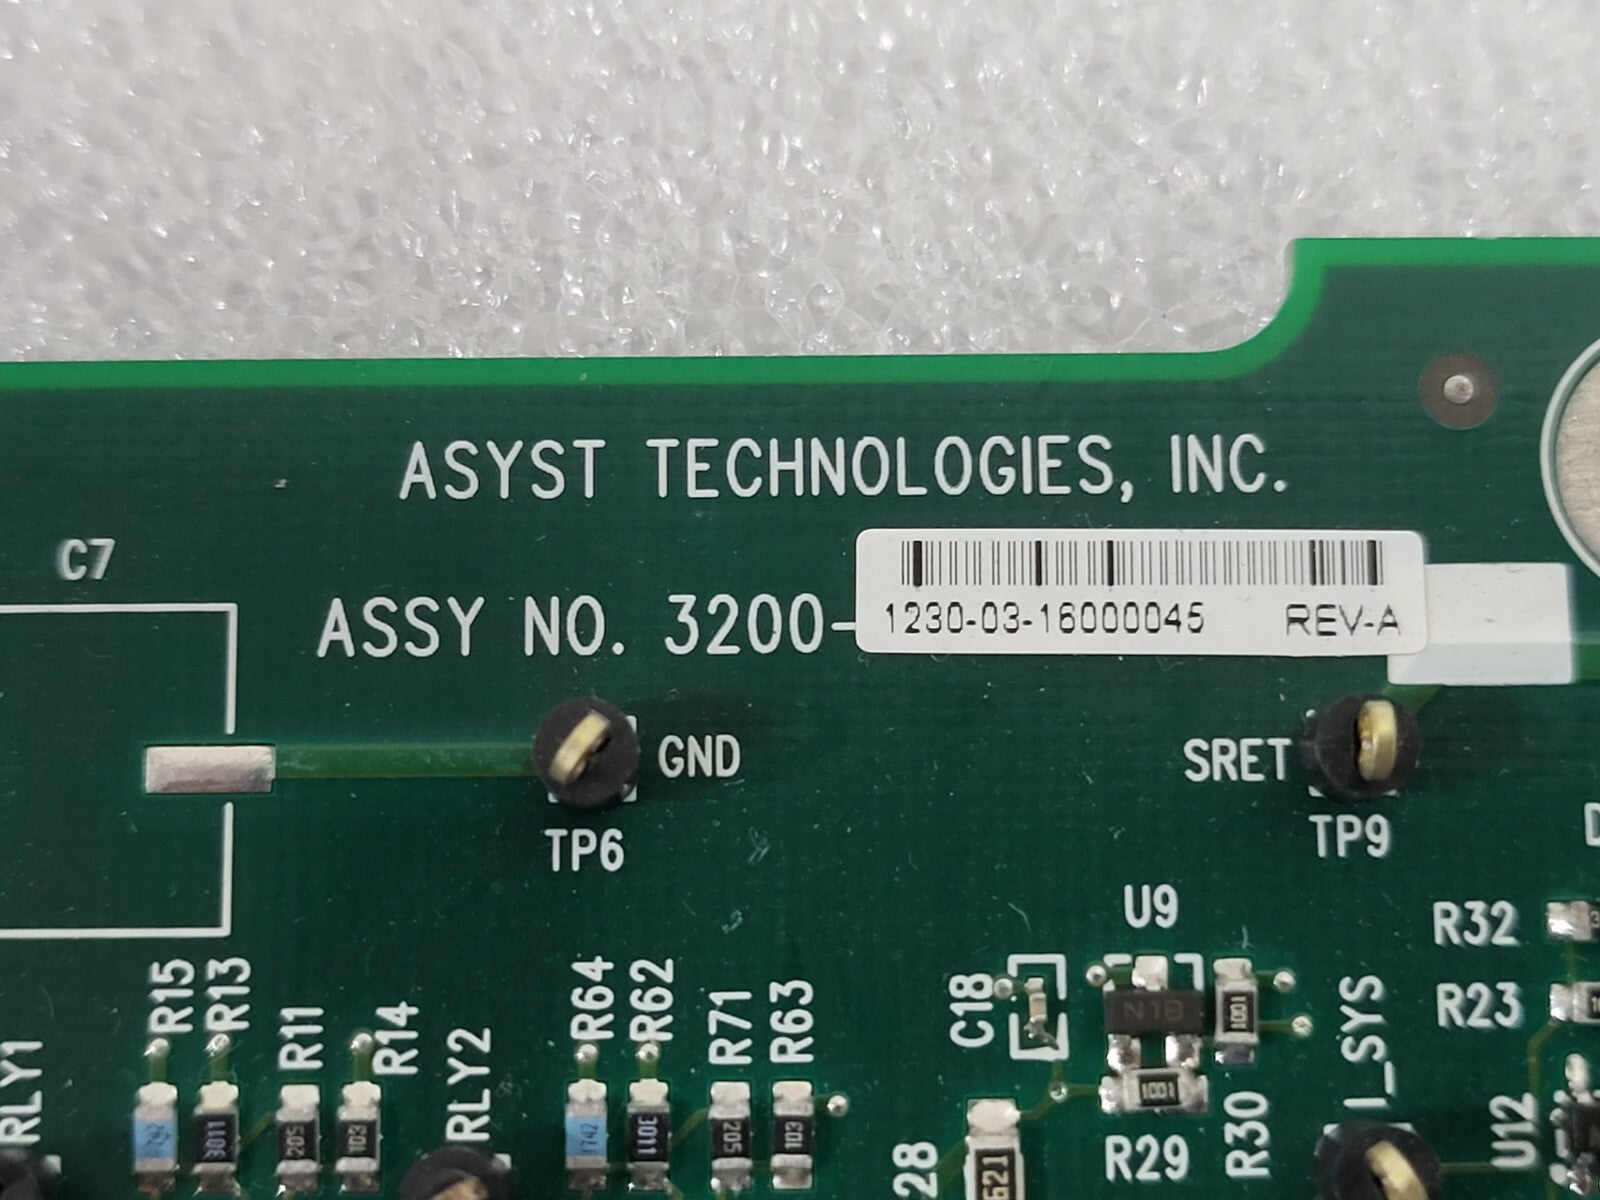 ASYST TECHNOLOGIES, INC.
C7
ASSY NO. 3200-
1230-03-16000045 REV-A
GND
SRET
TP6
TP9
U9
R32
R15
R13
R11
R14
RLY1
RLY2
R64
R62
R71
R63
C18
N1B
1001
R23
I_SYS
1001
R29
R30
U12
3011
205
103
7742
3011
205
103
28
621